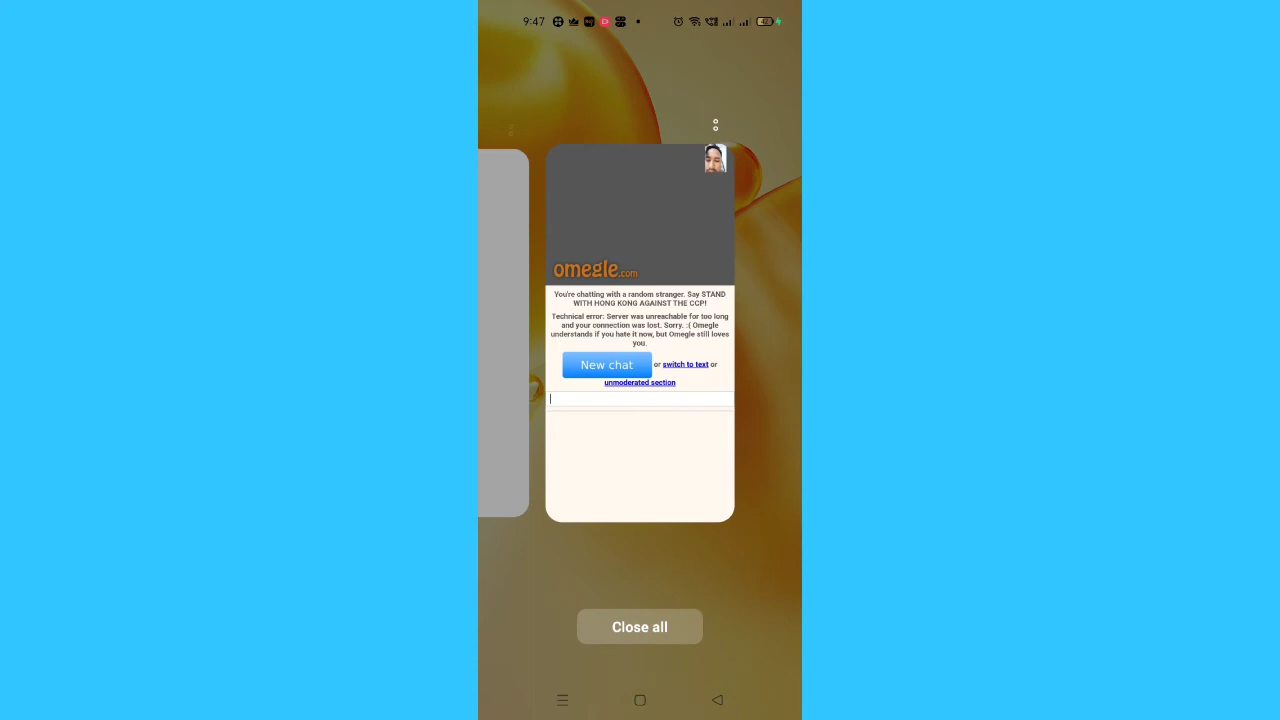 9:47
42
omegle.com
You're chatting with a random stranger. Say STAND
WITH HONG KONG AGAINST THE CCP!
Technical error: Server was unreachable for too long
and your connection was lost. Sorry. :( Omegle
understands if you hate it now, but Omegle still loves
you.
New chat or switch to text or
unmoderated section
Close all